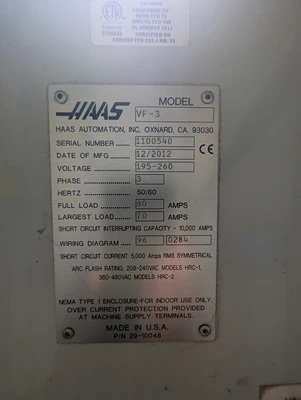 HAAS
MODEL
VF-3
HAAS AUTOMATION, INC. OXNARD, CA. 93030
SERIAL NUMBER 1100540
DATE OF MFG 12/2012
CE
VOLTAGE 195-260
PHASE 3
HERTZ 50/60
FULL LOAD 80 AMPS
LARGEST LOAD 70 AMPS
SHORT CIRCUIT INTERRUPTING CAPACITY - 10,000 AMPS
WIRING DIAGRAM 96 0284
SHORT CIRCUIT CURRENT 5,000 Amps RMS SYMMETRICAL
ARC FLASH RATING: 208-240VAC MODELS HRC-1,
380-480VAC MODELS HRC-2.
NEMA TYPE 1 ENCLOSURE-FOR INDOOR USE ONLY.
OVER CURRENT PROTECTION PROVIDED
AT MACHINE SUPPLY TERMINALS.
MADE IN U.S.A.
P/N 29-10048